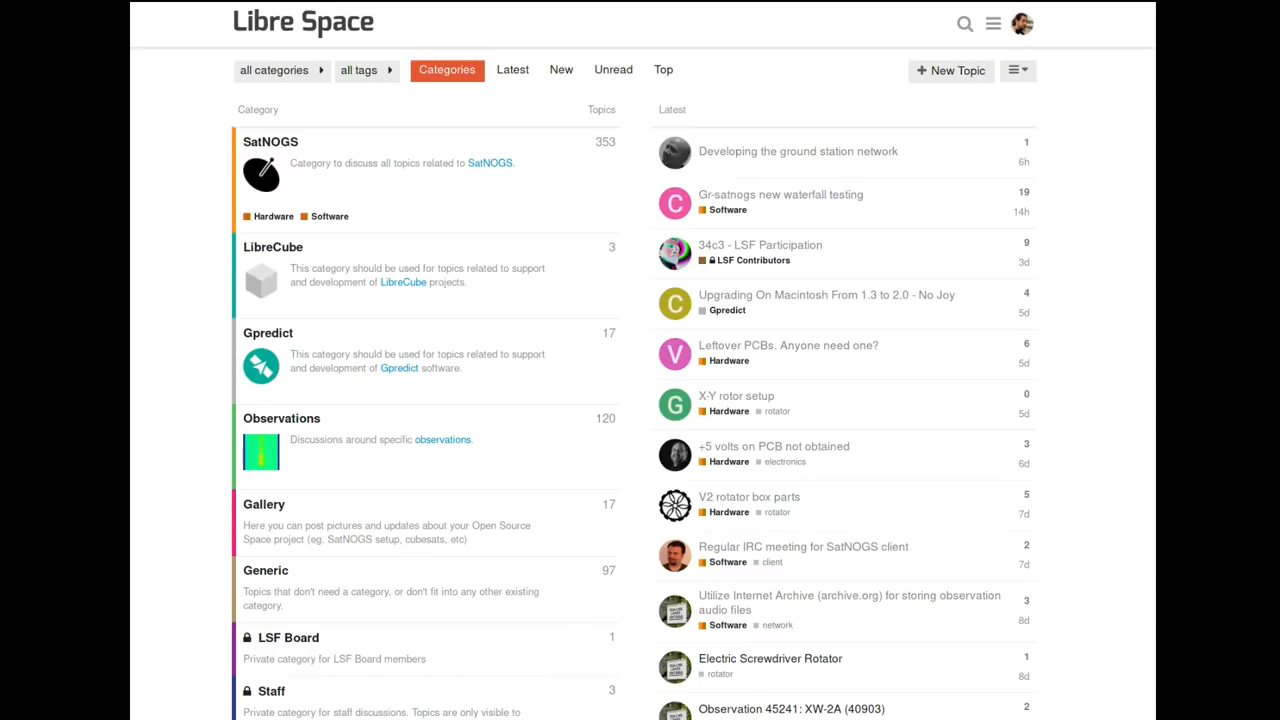 Libre Space
all categories
all tags
Categories
Latest
New
Unread
Top
+ New Topic
Category
Topics
SatNOGS
353
Category to discuss all topics related to SatNOGS.
Hardware
Software
LibreCube
3
This category should be used for topics related to support
and development of LibreCube projects.
Gpredict
17
This category should be used for topics related to support
and development of Gpredict software.
Observations
120
Discussions around specific observations.
Gallery
17
Here you can post pictures and updates about your Open Source
Space project (eg. SatNOGS setup, cubesats, etc)
Generic
97
Topics that don't need a category, or don't fit into any other existing
category.
LSF Board
1
Private category for LSF Board members
Staff
3
Private category for staff discussions. Topics are only visible to
Latest
Developing the ground station network
1
6h
C
Gr-satnogs new waterfall testing
19
Software
14h
34c3 - LSF Participation
9
LSF Contributors
3d
C
Upgrading On Macintosh From 1.3 to 2.0 - No Joy
4
Gpredict
5d
V
Leftover PCBs. Anyone need one?
6
Hardware
5d
G
X-Y rotor setup
0
Hardware
rotator
5d
+5 volts on PCB not obtained
3
Hardware
electronics
6d
V2 rotator box parts
5
Hardware
rotator
7d
Regular IRC meeting for SatNOGS client
2
Software
client
7d
Utilize Internet Archive (archive.org) for storing observation
audio files
3
Software
network
8d
Electric Screwdriver Rotator
1
rotator
8d
Observation 45241: XW-2A (40903)
2